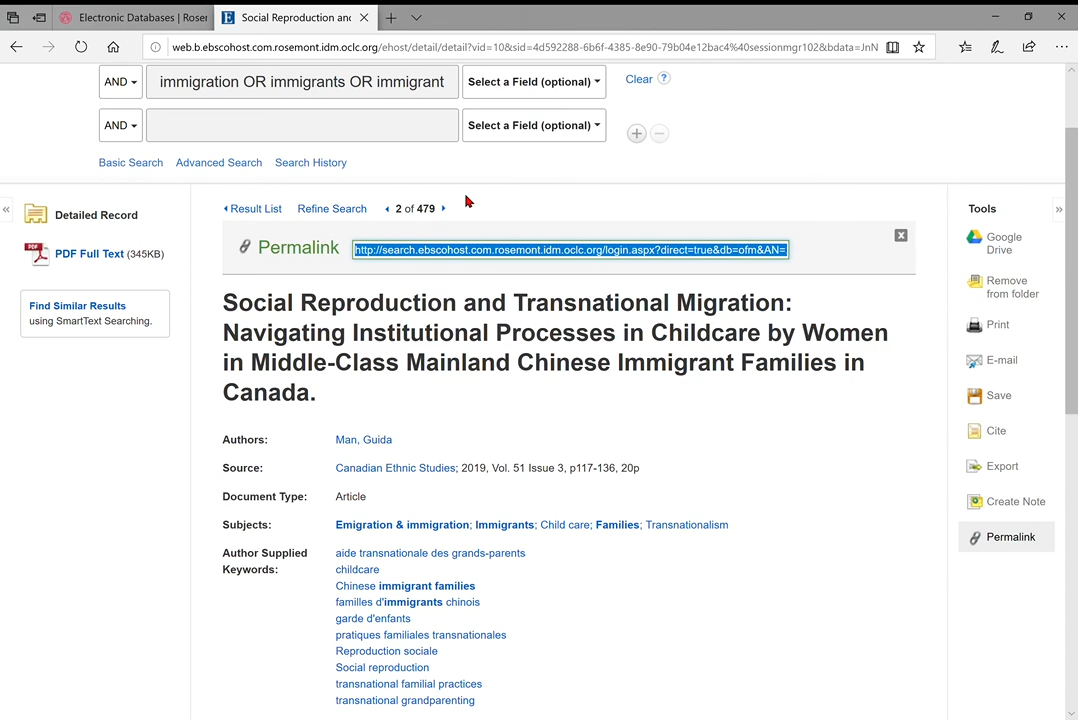 Electronic Databases | Roser
Social Reproduction and
web.b.ebscohost.com.rosemont.idm.oclc.org/ehost/detail/detail?vid=10&sid=4d592288-6b6f-4385-8e90-79b04e12bac4%40sessionmgr102&bdata=JnN
AND immigration OR immigrants OR immigrant Select a Field (optional) Clear ?
AND Select a Field (optional)
Basic Search Advanced Search Search History
Detailed Record
PDF Full Text (345KB)
Find Similar Results
using SmartText Searching.
Result List Refine Search 2 of 479
Permalink http://search.ebscohost.com.rosemont.idm.oclc.org/login.aspx?direct=true&db=ofm&AN=
Social Reproduction and Transnational Migration:
Navigating Institutional Processes in Childcare by Women
in Middle-Class Mainland Chinese Immigrant Families in
Canada.
Authors: Man, Guida
Source: Canadian Ethnic Studies; 2019, Vol. 51 Issue 3, p117-136, 20p
Document Type: Article
Subjects: Emigration & immigration; Immigrants; Child care; Families; Transnationalism
Author Supplied Keywords: aide transnationale des grands-parents
childcare
Chinese immigrant families
familles d'immigrants chinois
garde d'enfants
pratiques familiales transnationales
Reproduction sociale
Social reproduction
transnational familial practices
transnational grandparenting
Tools
Google
Drive
Remove
from folder
Print
E-mail
Save
Cite
Export
Create Note
Permalink